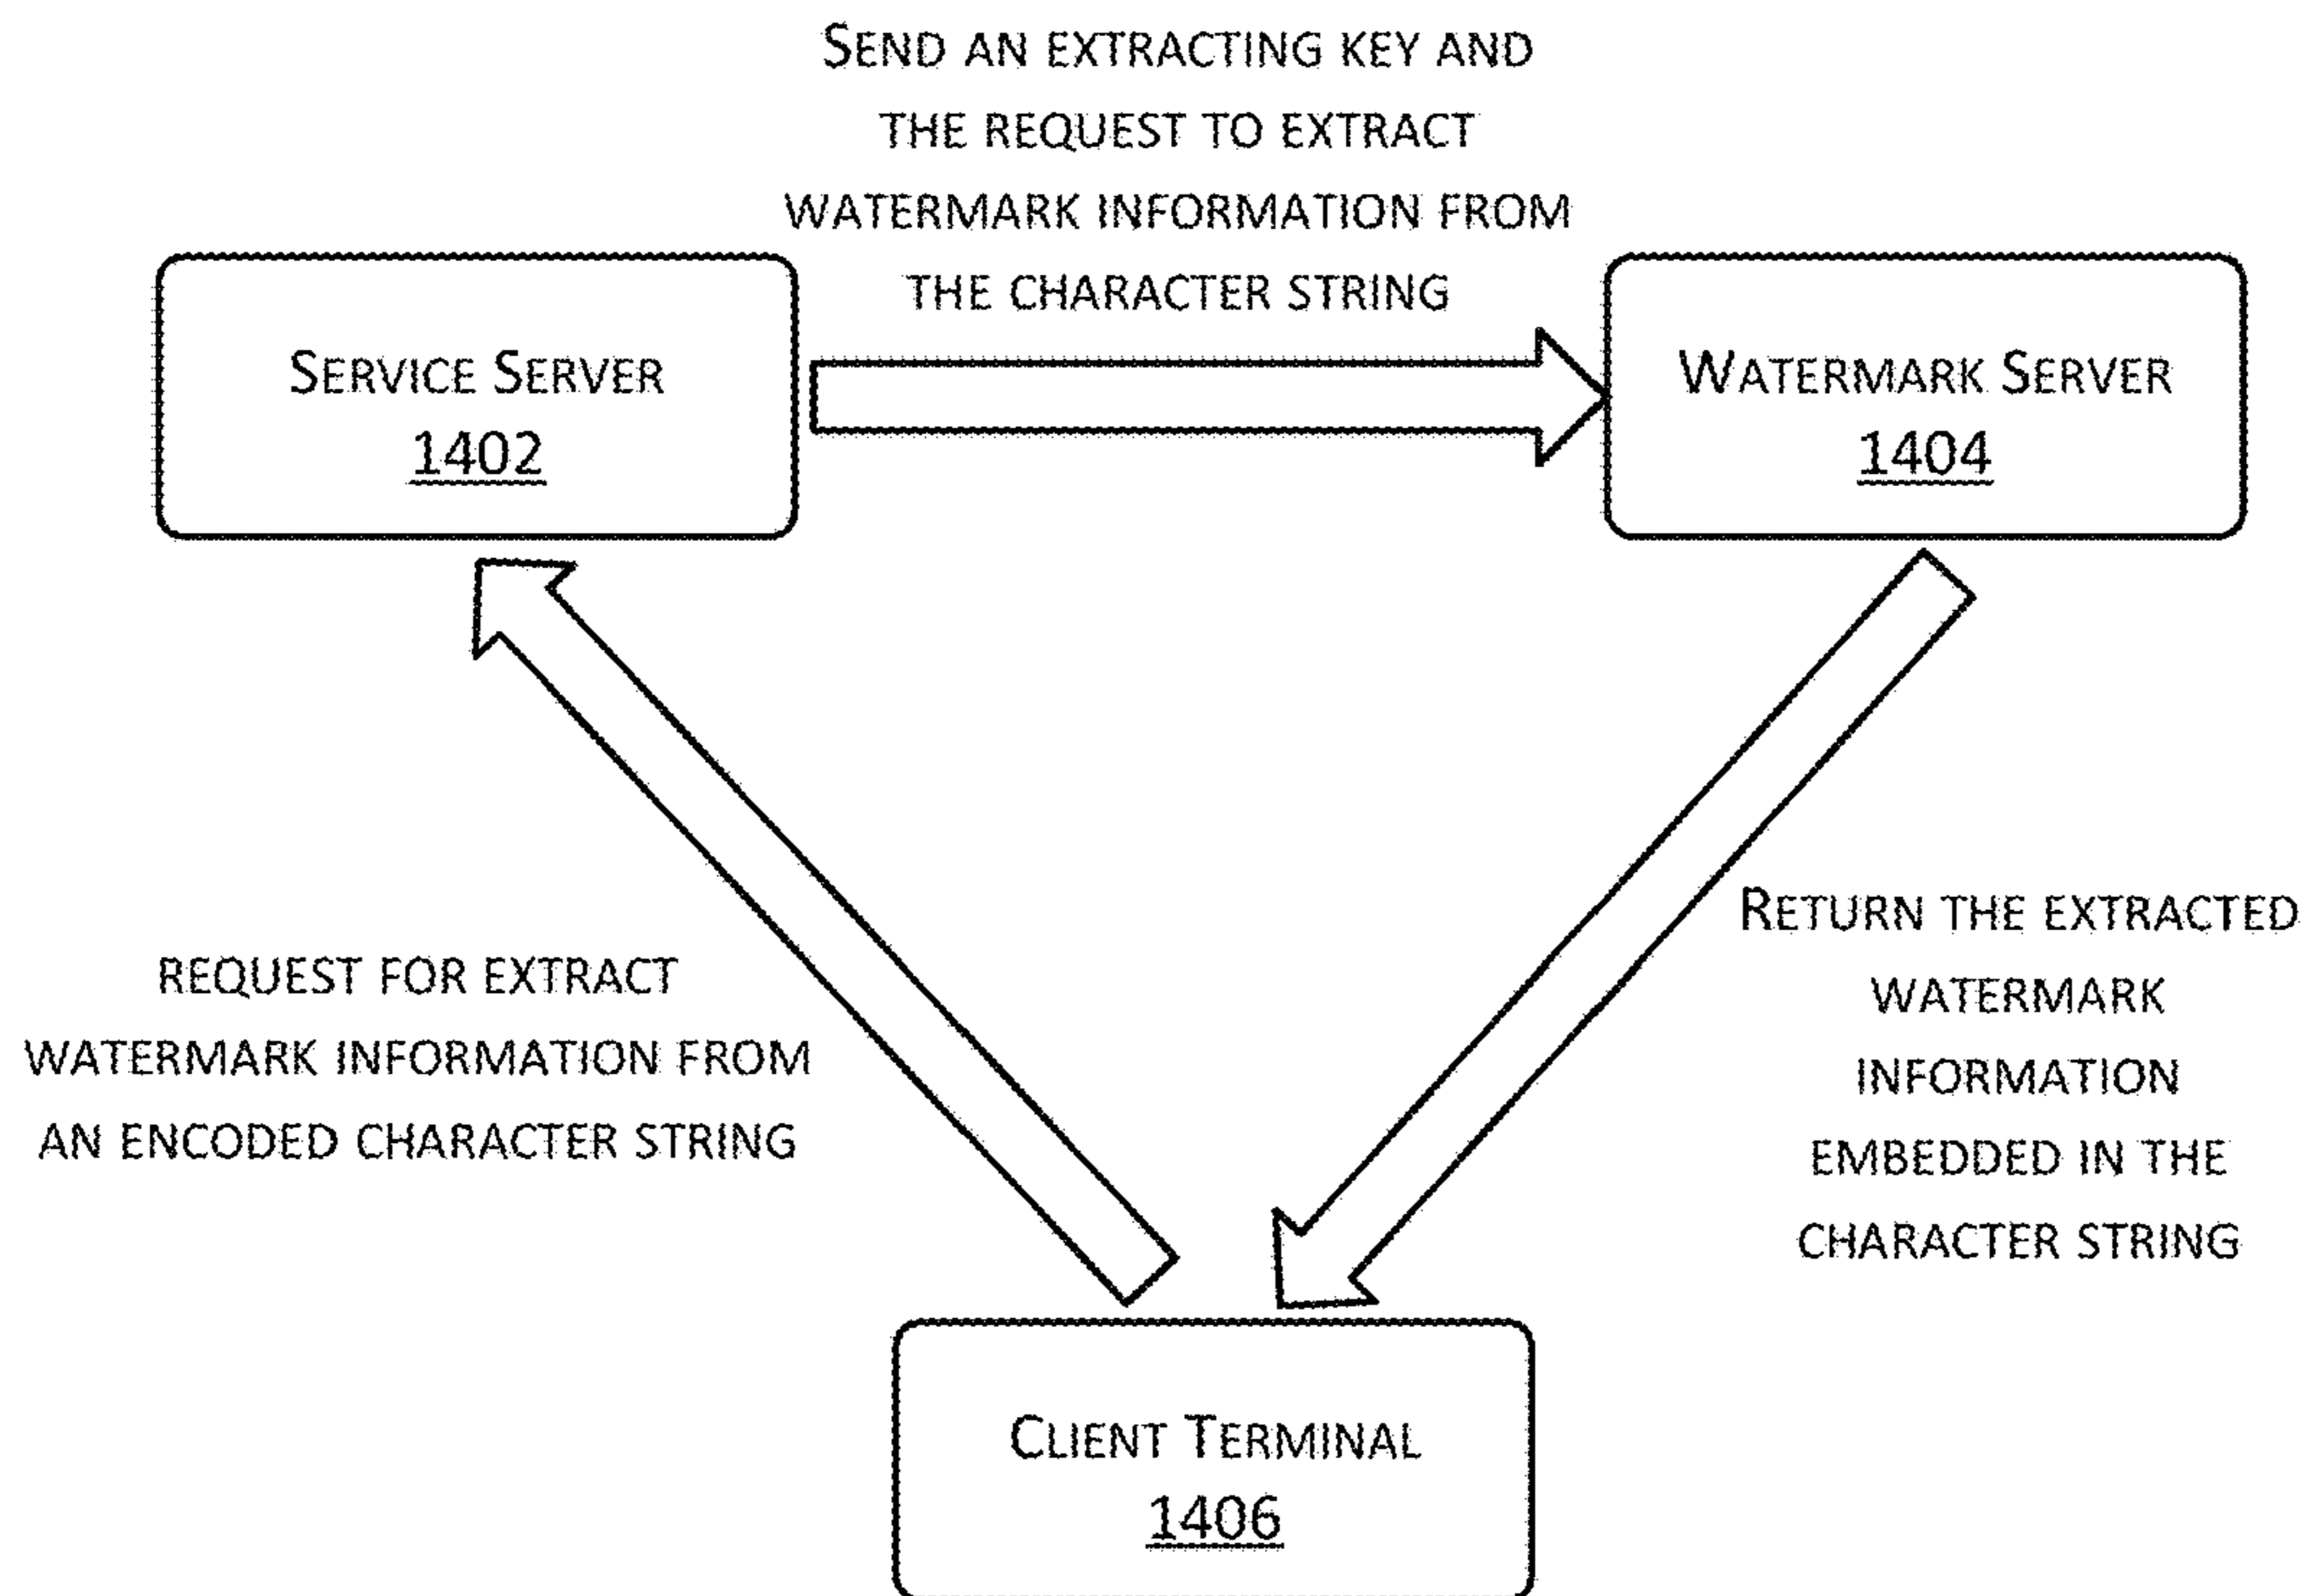 SEND AN EXTRACTING KEY AND
THE REQUEST TO EXTRACT
WATERMARK INFORMATION FROM
THE CHARACTER STRING
SERVICE SERVER
1402
WATERMARK SERVER
1404
REQUEST FOR EXTRACT
WATERMARK INFORMATION FROM
AN ENCODED CHARACTER STRING
RETURN THE EXTRACTED
WATERMARK
INFORMATION
EMBEDDED IN THE
CHARACTER STRING
CLIENT TERMINAL
1406